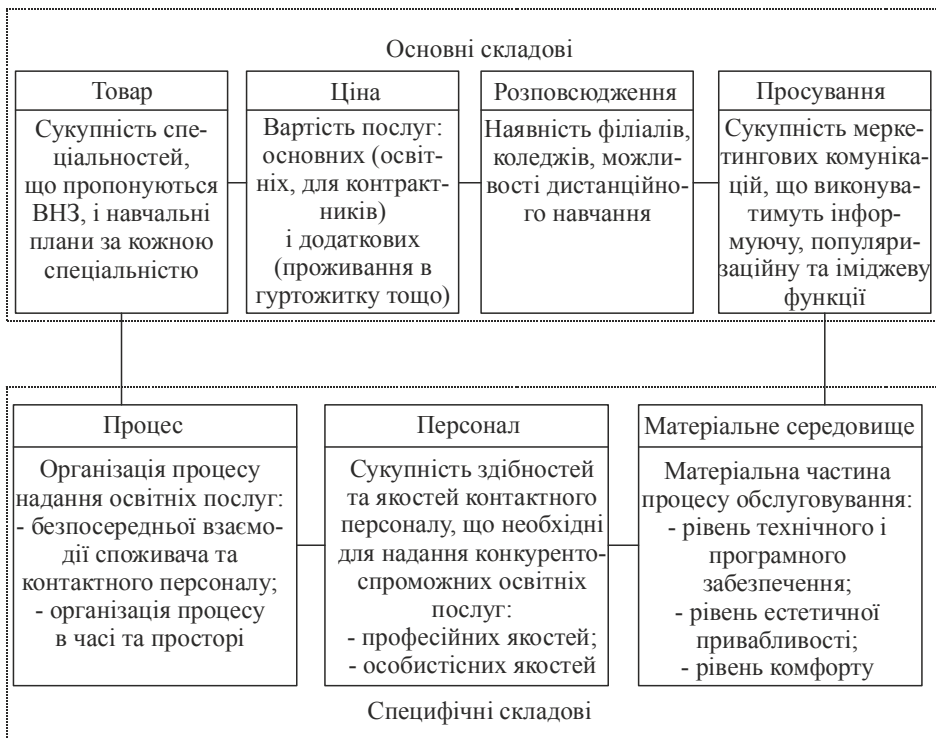 Основні складові
Товар
Сукупність спе-
ціальностей,
що пропонуються
ВНЗ, і навчальні
плани за кожною
спеціальністю
Ціна
Вартість послуг:
основних (освіт-
ніх, для контракт-
ників)
і додаткових
(проживання в
гуртожитку тощо)
Розповсюдження
Наявність філіалів,
коледжів, можли-
вості дистанційно-
го навчання
Просування
Сукупність мерке-
тингових комуніка-
цій, що виконува-
тимуть інфор-
муючу, популяри-
заційну та іміджеву
функції
Процес
Організація процесу
надання освітніх послуг:
- безпосередньої взаємо-
дії споживача та
контактного персоналу;
- організація процесу
в часі та просторі
Персонал
Сукупність здібностей
та якостей контактного
персоналу, що необхідні
для надання конкуренто-
спроможних освітніх
послуг:
- професійних якостей;
- особистісних якостей
Матеріальне середовище
Матеріальна частина
процесу обслуговування:
- рівень технічного і
програмного
забезпечення;
- рівень естетичної
привабливості;
- рівень комфорту
Специфічні складові